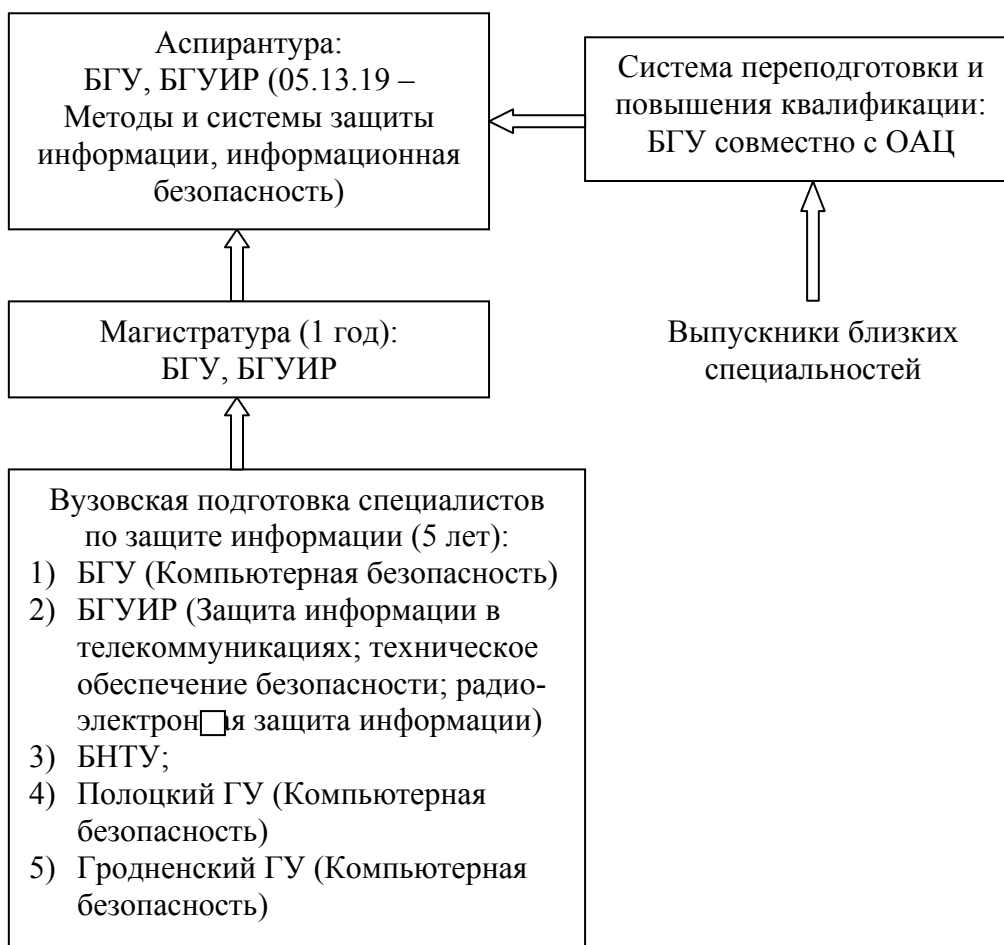 Аспирантура:
БГУ, БГУИР (05.13.19 –
Методы и системы защиты
информации, информационная
безопасность)
Система переподготовки и
повышения квалификации:
БГУ совместно с ОАЦ
Магистратура (1 год):
БГУ, БГУИР
Выпускники близких
специальностей
Вузовская подготовка специалистов
по защите информации (5 лет):
1) БГУ (Компьютерная безопасность)
2) БГУИР (Защита информации в
телекоммуникациях; техническое
обеспечение безопасности; радио-
электронная защита информации)
3) БНТУ;
4) Полоцкий ГУ (Компьютерная
безопасность)
5) Гродненский ГУ (Компьютерная
безопасность)